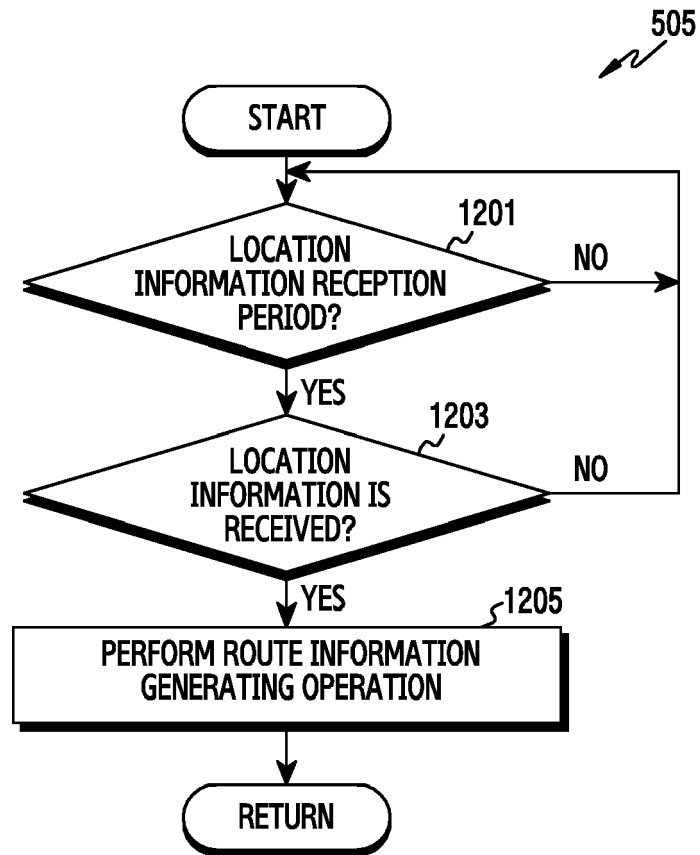 505
START
1201
LOCATION
INFORMATION RECEPTION
PERIOD?
NO
YES
1203
LOCATION
INFORMATION IS
RECEIVED?
NO
YES
1205
PERFORM ROUTE INFORMATION
GENERATING OPERATION
RETURN